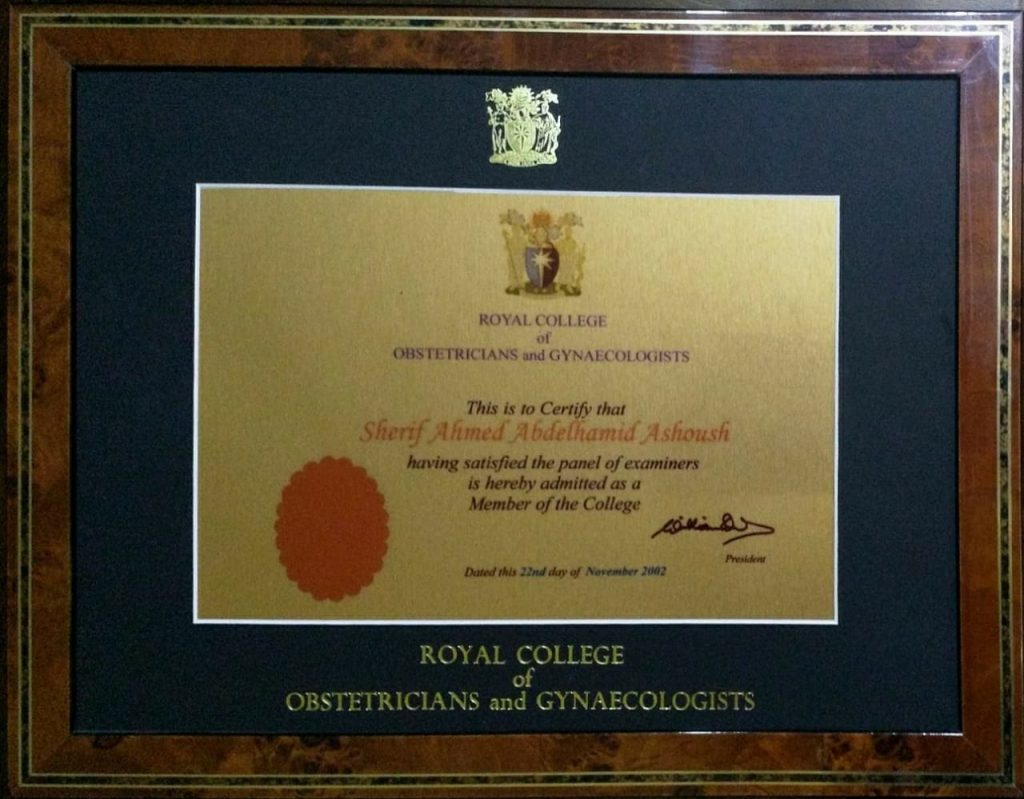 ROYAL COLLEGE
of
OBSTETRICIANS and GYNAECOLOGISTS
This is to Certify that
Sherif Ahmed Abdelhamid Ashoush
having satisfied the panel of examiners
is hereby admitted as a
Member of the College
President
Dated this 22nd day of November 2002
ROYAL COLLEGE
of
OBSTETRICIANS and GYNAECOLOGISTS